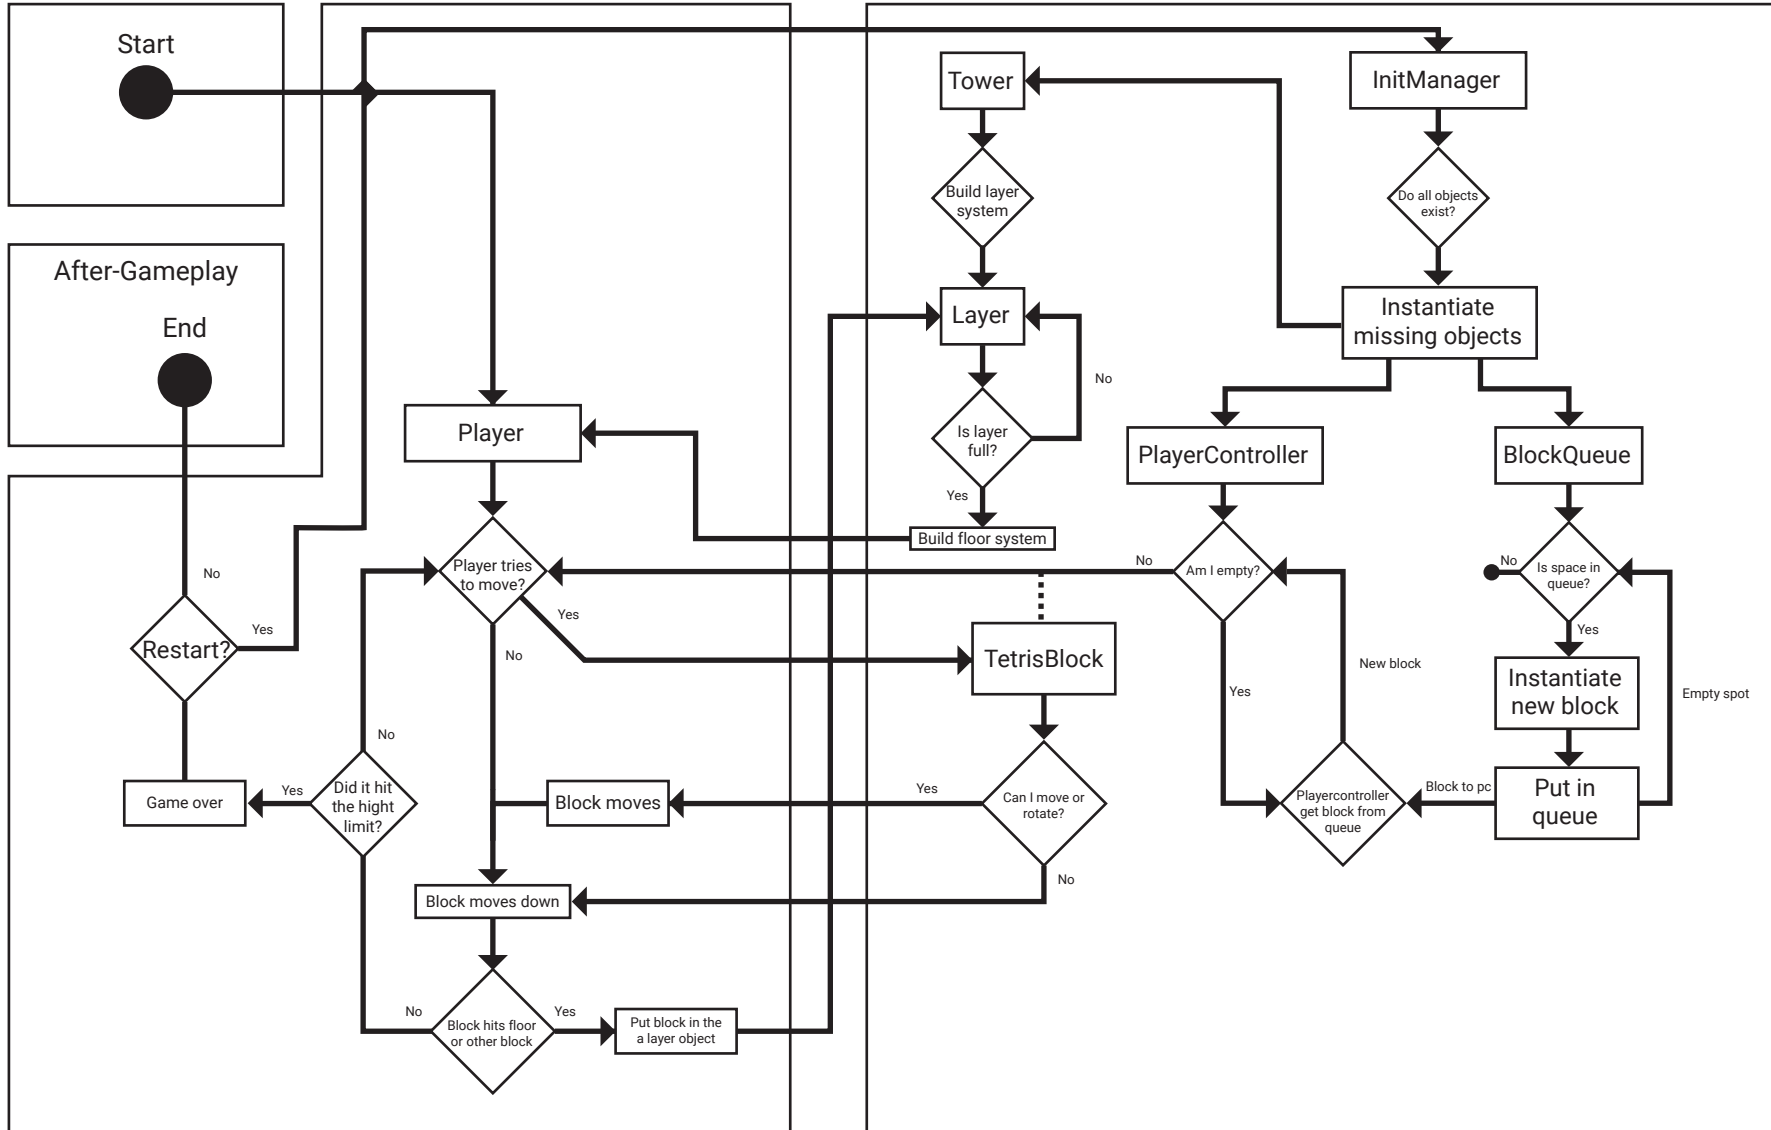 Start
After-Gameplay
End
No
Restart?
Yes
Game over
Yes
Did it hit
the hight
limit?
No
Player
Player tries
to move?
Yes
No
Block moves
Block moves down
No
Block hits floor
or other block
Yes
Put block in the
a layer object
Tower
Build layer
system
Layer
No
Is layer
full?
Yes
Build floor system
InitManager
Do all objects
exist?
Instantiate
missing objects
PlayerController
BlockQueue
No
Am I empty?
Yes
New block
TetrisBlock
Can I move or
rotate?
Yes
No
No
Is space in
queue?
Yes
Instantiate
new block
Empty spot
Put in
queue
Block to pc
Playercontroller
get block from
queue